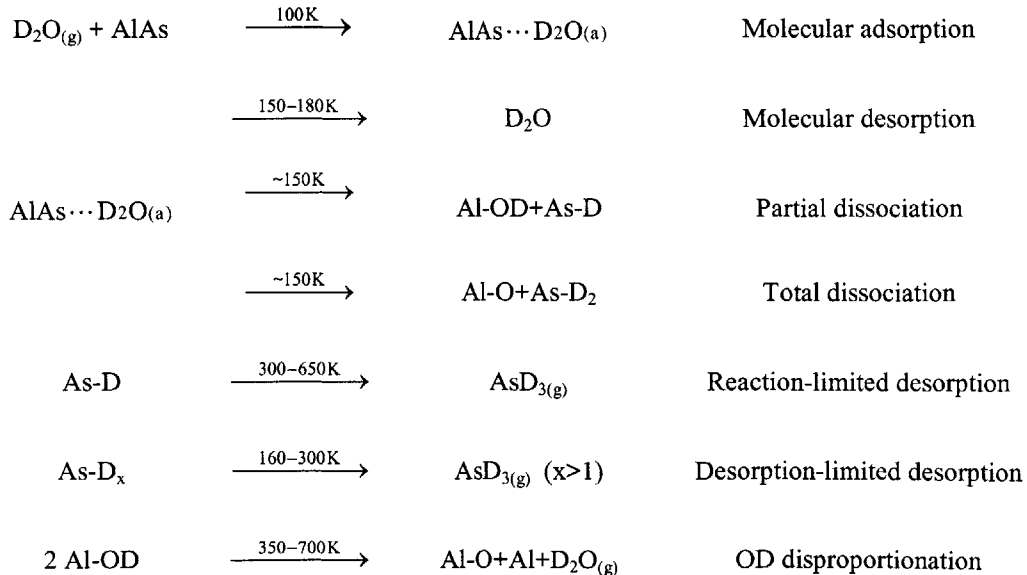 D₂O(g) + AlAs 100K → AlAs···D2O(a) Molecular adsorption
150–180K → D₂O Molecular desorption
AlAs···D2O(a) ~150K → Al-OD+As-D Partial dissociation
~150K → Al-O+As-D₂ Total dissociation
As-D 300–650K → AsD₃(g) Reaction-limited desorption
As-Dₓ 160–300K → AsD₃(g) (x>1) Desorption-limited desorption
2 Al-OD 350–700K → Al-O+Al+D₂O(g) OD disproportionation